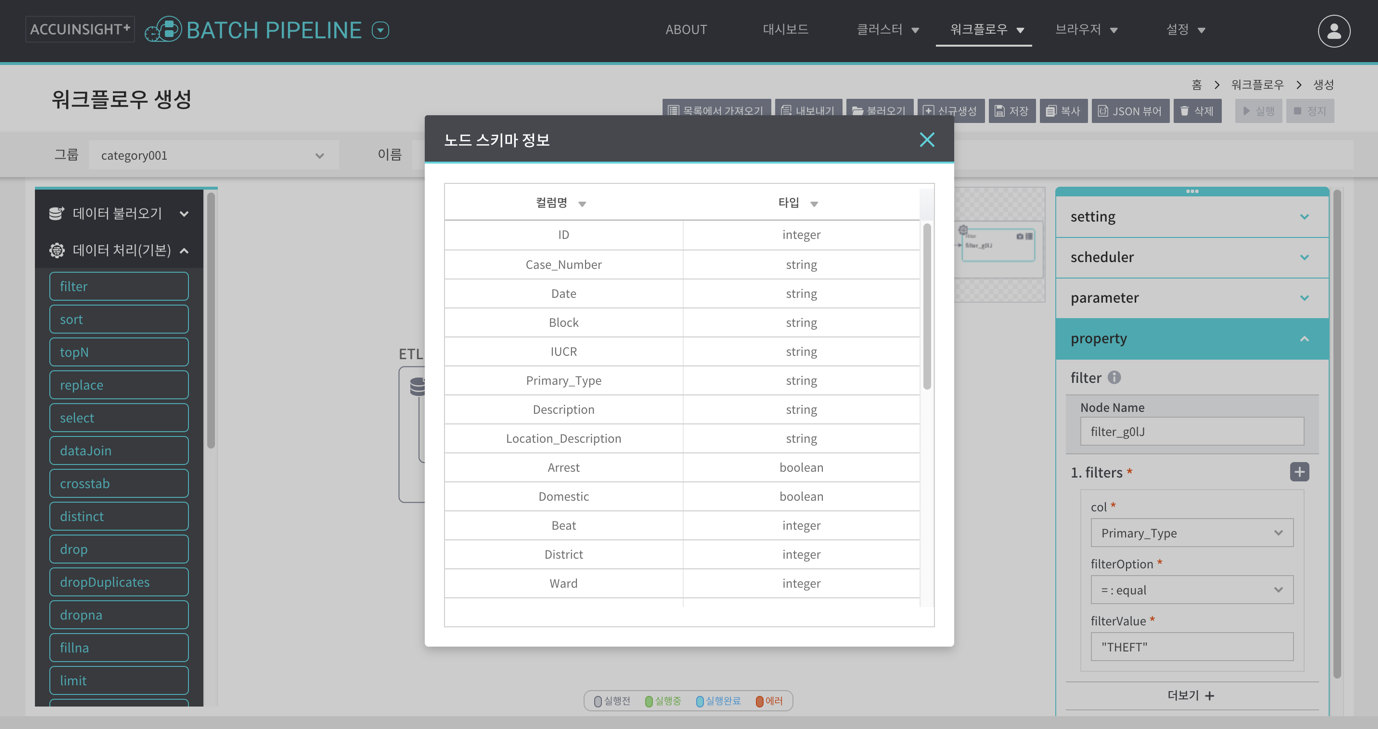 ACCUINSIGHT+ BATCH PIPELINE ABOUT 대시보드 클러스터 워크플로우 브라우저 설정
홈 > 워크플로우 > 생성
워크플로우 생성
목록에서 가져오기 내보내기 불러오기 신규생성 저장 복사 JSON 뷰어 삭제 실행 정지
그룹 category001 이름
데이터 불러오기
데이터 처리(기본)
filter
sort
topN
replace
select
dataJoin
crosstab
distinct
drop
dropDuplicates
dropna
fillna
limit
ETL
노드 스키마 정보
컬럼명 타입
ID integer
Case_Number string
Date string
Block string
IUCR string
Primary_Type string
Description string
Location_Description string
Arrest boolean
Domestic boolean
Beat integer
District integer
Ward integer
filter
filter_g0lJ
실행전 실행중 실행완료 에러
setting
scheduler
parameter
property
filter
Node Name
filter_g0lJ
1. filters *
col *
Primary_Type
filterOption *
= : equal
filterValue *
"THEFT"
더보기 +